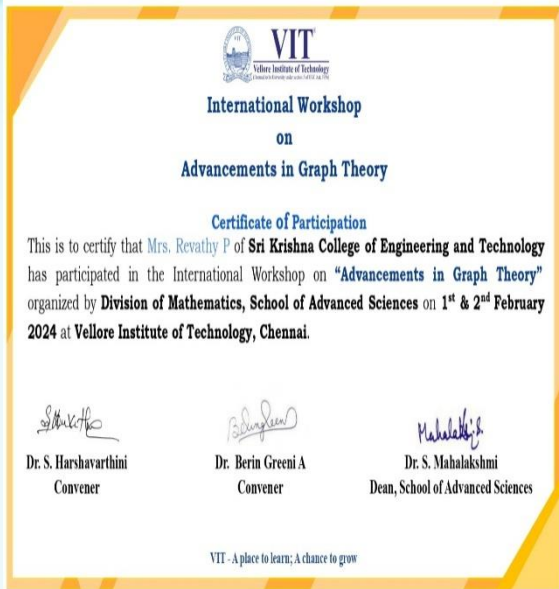 VIT
Vellore Institute of Technology
International Workshop
on
Advancements in Graph Theory
Certificate of Participation
This is to certify that Mrs. Revathy P of Sri Krishna College of Engineering and Technology
has participated in the International Workshop on “Advancements in Graph Theory”
organized by Division of Mathematics, School of Advanced Sciences on 1st & 2nd February
2024 at Vellore Institute of Technology, Chennai.
Dr. S. Harshavarthini
Convener
Dr. Berin Greeni A
Convener
Mahalakshmi S.
Dr. S. Mahalakshmi
Dean, School of Advanced Sciences
VIT - A place to learn; A chance to grow